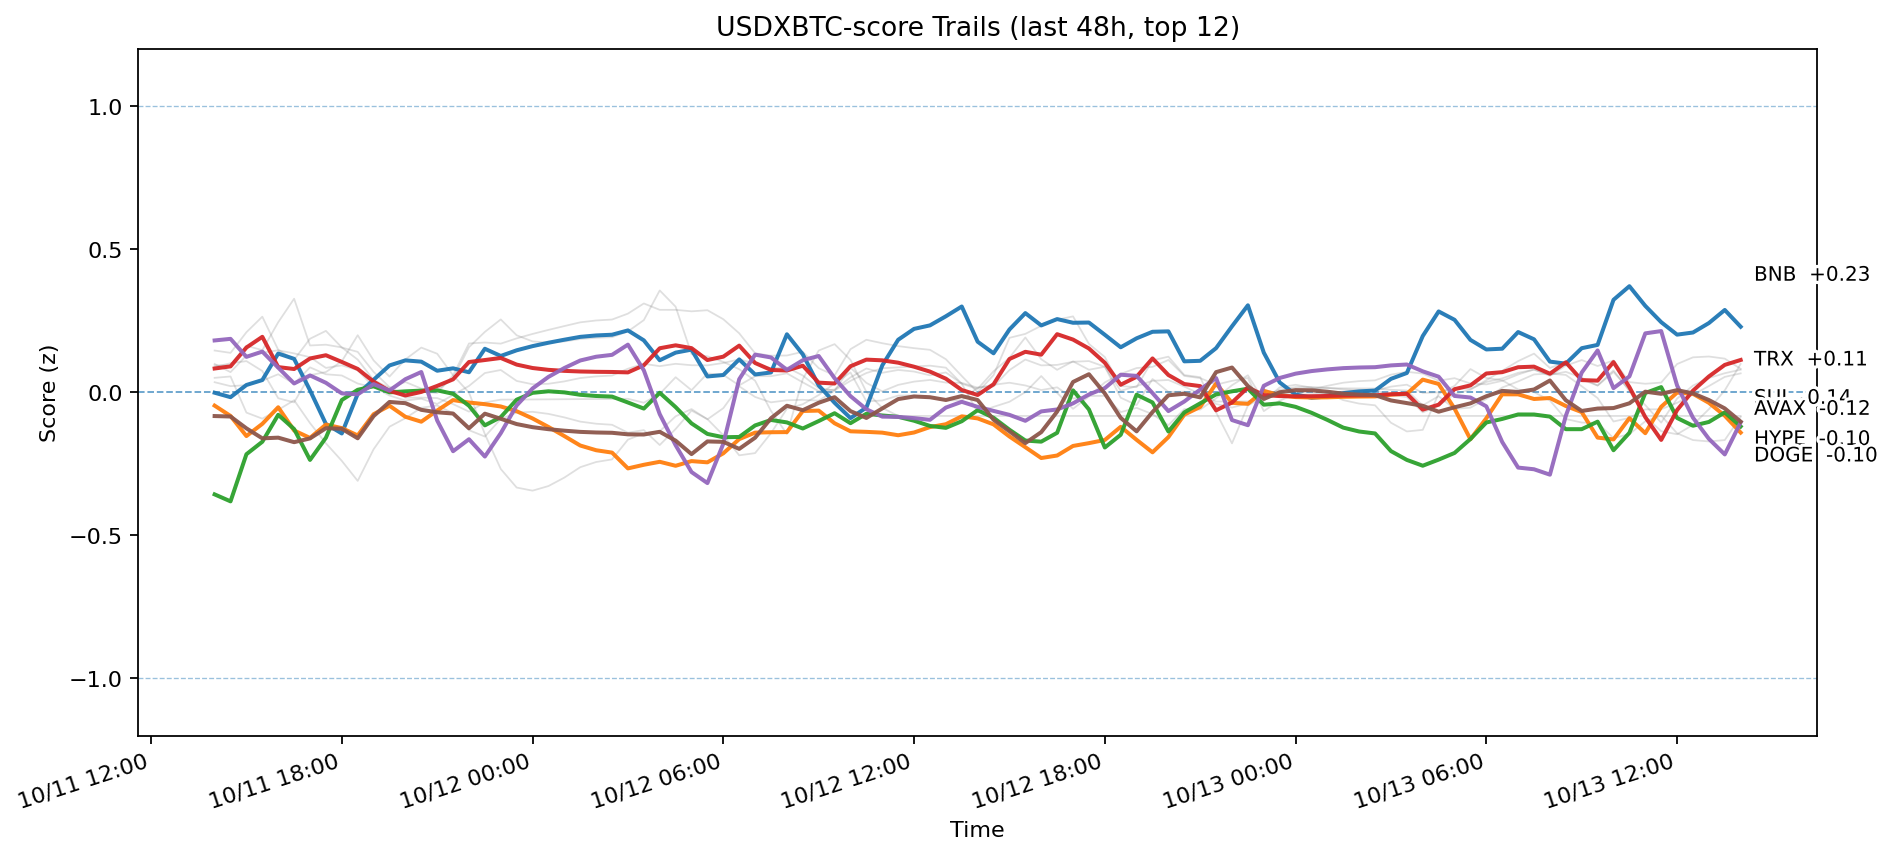 USDXBTC-score Trails (last 48h, top 12)
Score (z)
1.0
0.5
0.0
−0.5
−1.0
BNB +0.23
TRX +0.11
AVAX -0.12
HYPE -0.10
DOGE -0.10
10/11 12:00
10/11 18:00
10/12 00:00
10/12 06:00
10/12 12:00
10/12 18:00
10/13 00:00
10/13 06:00
10/13 12:00
Time